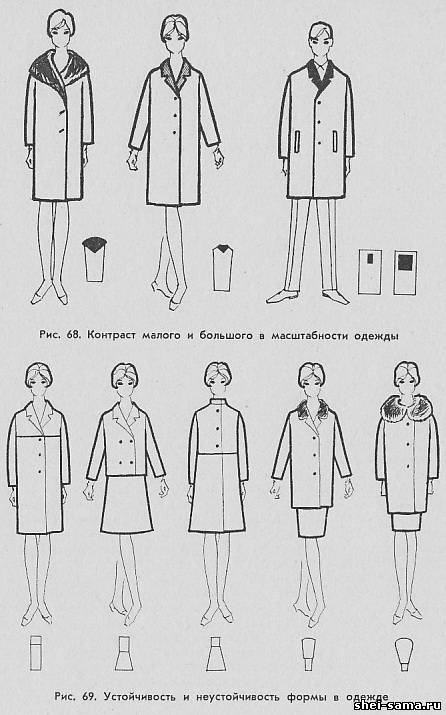 Рис. 68. Контраст малого и большого в масштабности одежды
Рис. 69. Устойчивость и неустойчивость формы в одежде
shei-sama.ru